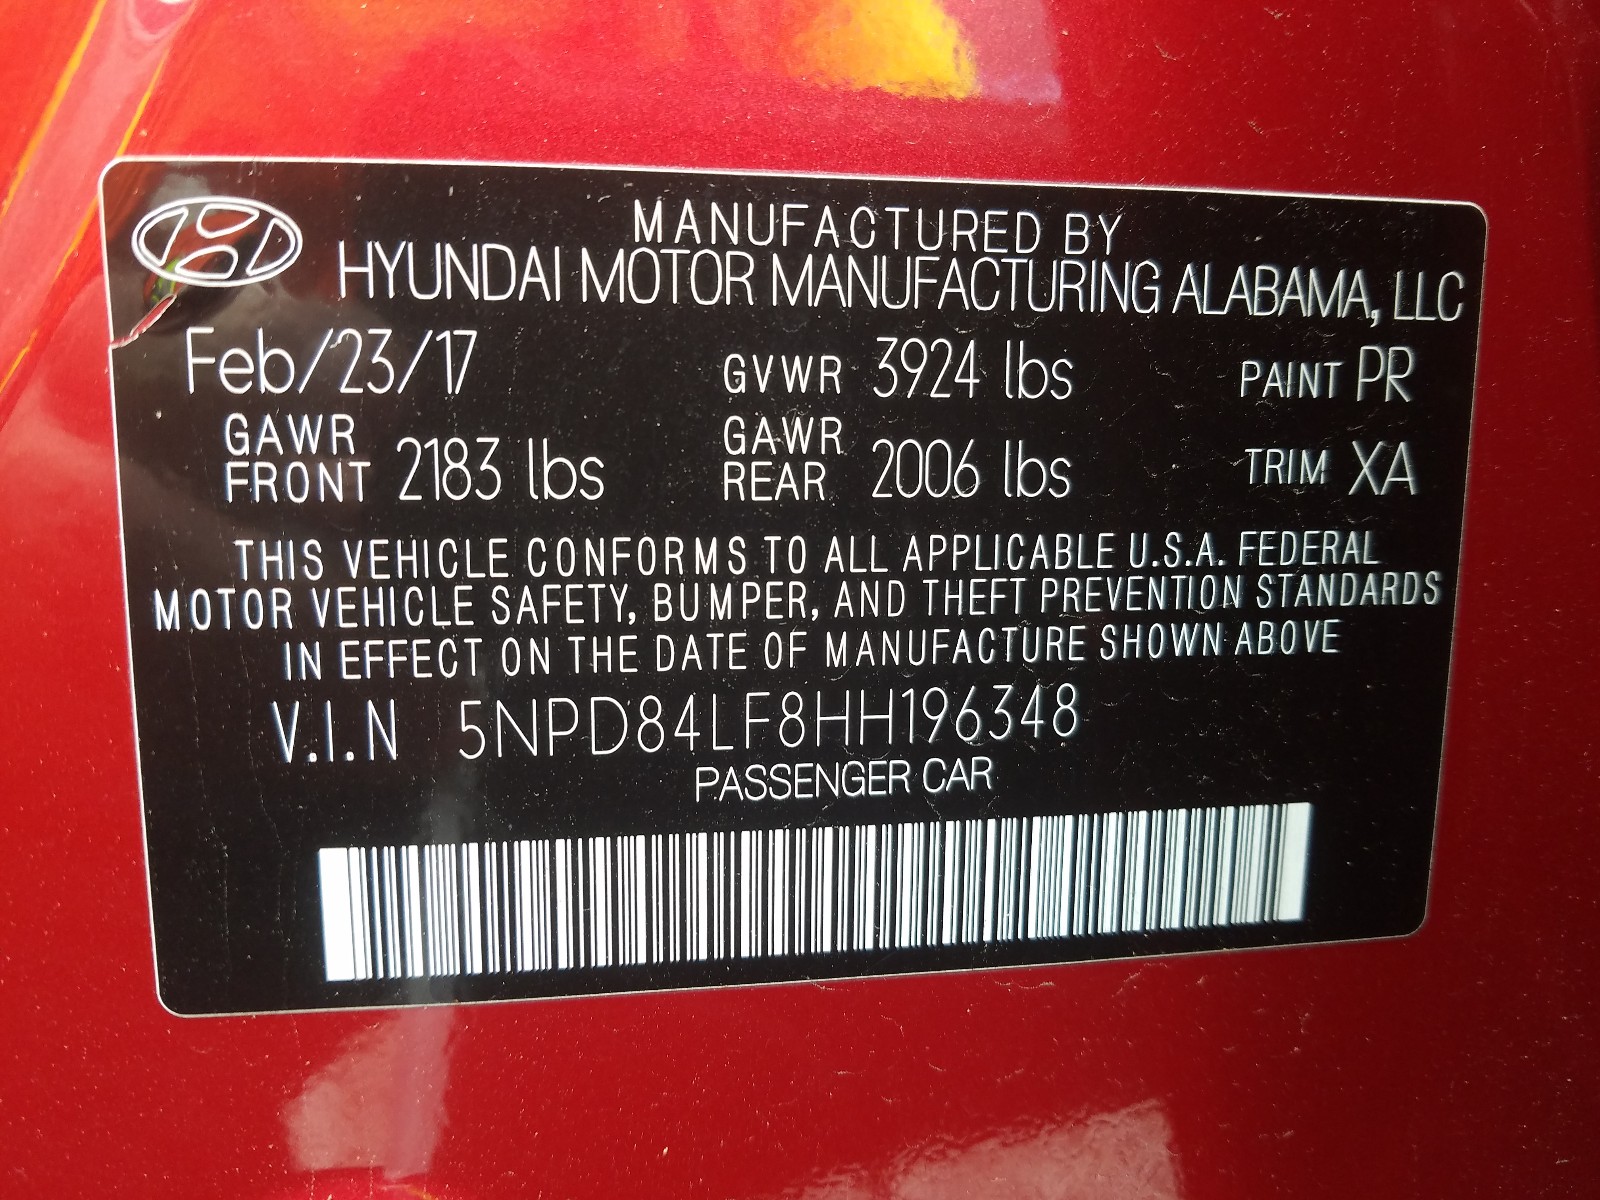 MANUFACTURED BY
HYUNDAI MOTOR MANUFACTURING ALABAMA, LLC
Feb/23/17 GVWR 3924 lbs PAINT PR
GAWR FRONT 2183 lbs GAWR REAR 2006 lbs TRIM XA
THIS VEHICLE CONFORMS TO ALL APPLICABLE U.S.A. FEDERAL
MOTOR VEHICLE SAFETY, BUMPER, AND THEFT PREVENTION STANDARDS
IN EFFECT ON THE DATE OF MANUFACTURE SHOWN ABOVE
V.I.N 5NPD84LF8HH196348
PASSENGER CAR